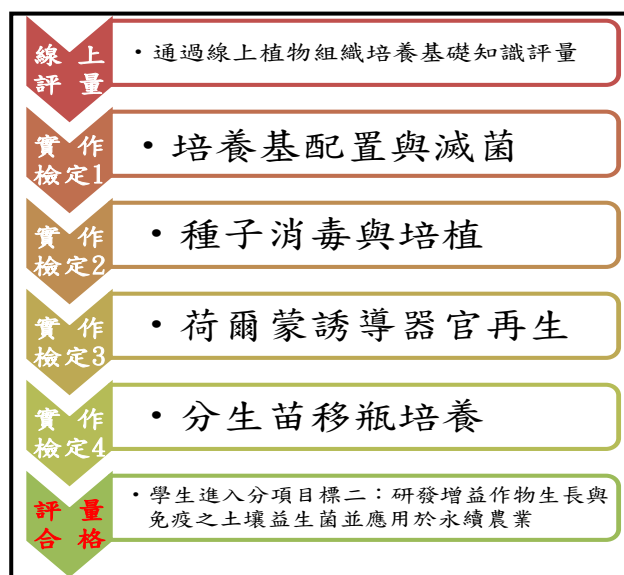 線上
評量
・通過線上植物組織培養基礎知識評量
實作
檢定1
・培養基配置與滅菌
實作
檢定2
・種子消毒與培植
實作
檢定3
・荷爾蒙誘導器官再生
實作
檢定4
・分生苗移瓶培養
評量
合格
・學生進入分項目標二：研發增益作物生長與
免疫之土壤益生菌並應用於永續農業